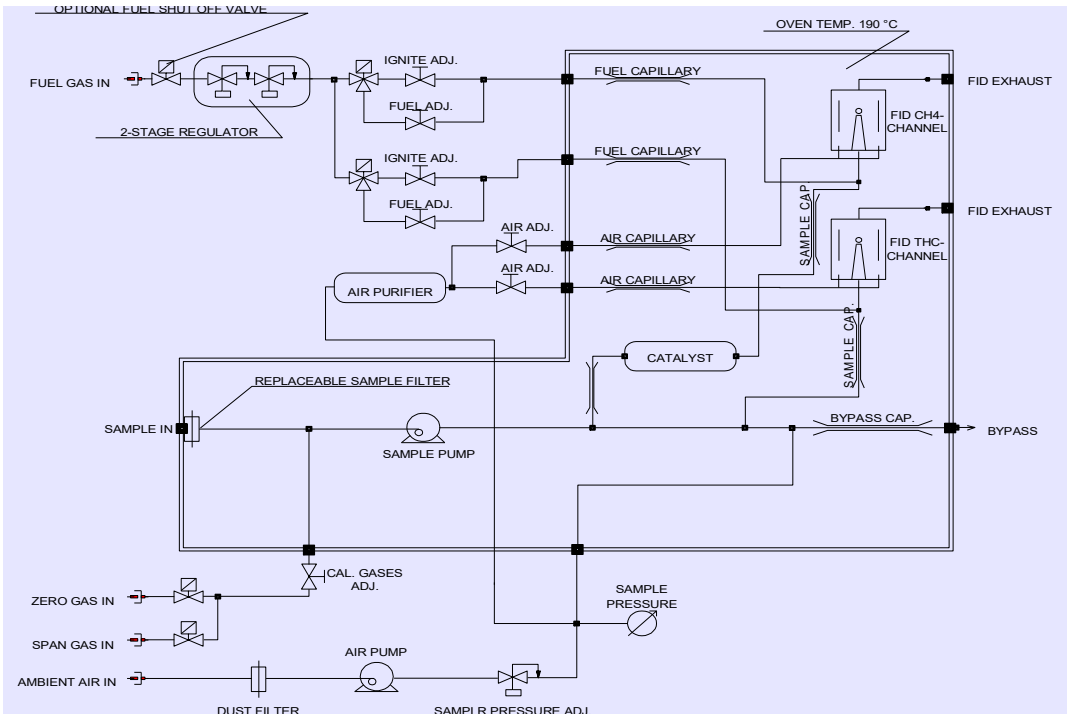 OPTIONAL FUEL SHUT OFF VALVE
OVEN TEMP. 190 °C
FUEL GAS IN
IGNITE ADJ.
FUEL CAPILLARY
FID EXHAUST
FUEL ADJ.
2-STAGE REGULATOR
FID CH4-
CHANNEL
IGNITE ADJ.
FUEL CAPILLARY
FUEL ADJ.
SAMPLE CAP.
FID EXHAUST
AIR ADJ.
AIR CAPILLARY
FID THC-
CHANNEL
AIR ADJ.
AIR CAPILLARY
AIR PURIFIER
SAMPLE CAP.
CATALYST
REPLACEABLE SAMPLE FILTER
SAMPLE IN
SAMPLE PUMP
BYPASS CAP.
BYPASS
CAL. GASES
ADJ.
ZERO GAS IN
SAMPLE
PRESSURE
SPAN GAS IN
AIR PUMP
AMBIENT AIR IN
DUST FILTER
SAMPLR PRESSURE ADJ